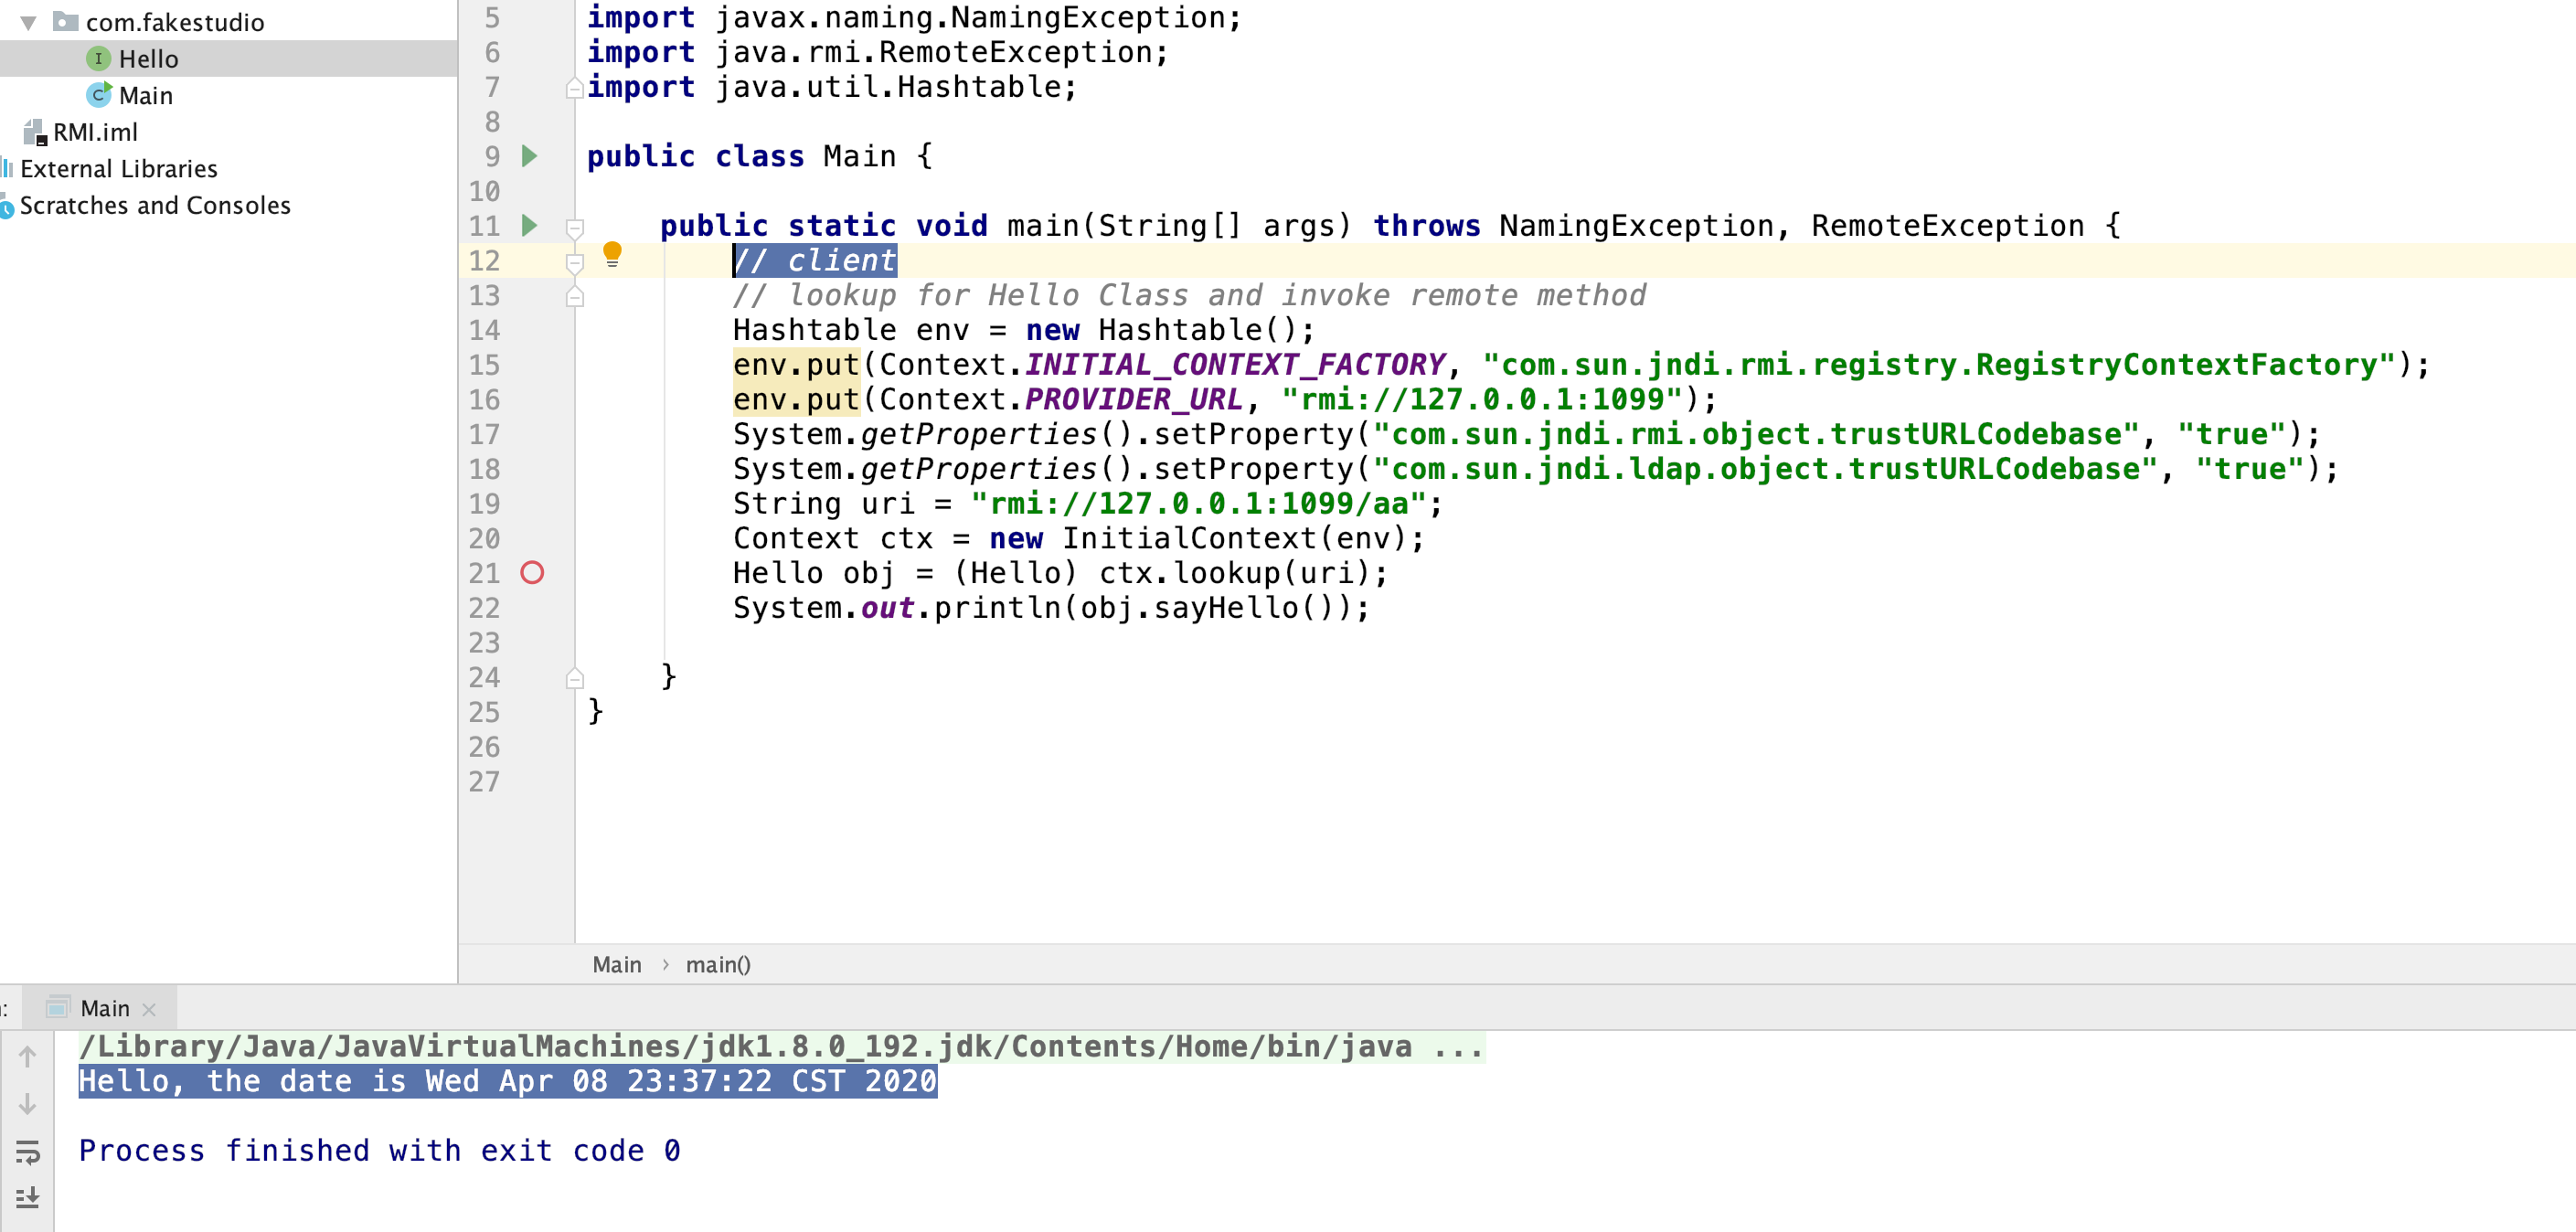 com.fakestudio
Hello
Main
RMI.iml
External Libraries
Scratches and Consoles
5 import javax.naming.NamingException;
6 import java.rmi.RemoteException;
7 import java.util.Hashtable;
8
9 public class Main {
10
11 public static void main(String[] args) throws NamingException, RemoteException {
12 // client
13 // lookup for Hello Class and invoke remote method
14 Hashtable env = new Hashtable();
15 env.put(Context.INITIAL_CONTEXT_FACTORY, "com.sun.jndi.rmi.registry.RegistryContextFactory");
16 env.put(Context.PROVIDER_URL, "rmi://127.0.0.1:1099");
17 System.getProperties().setProperty("com.sun.jndi.rmi.object.trustURLCodebase", "true");
18 System.getProperties().setProperty("com.sun.jndi.ldap.object.trustURLCodebase", "true");
19 String uri = "rmi://127.0.0.1:1099/aa";
20 Context ctx = new InitialContext(env);
21 Hello obj = (Hello) ctx.lookup(uri);
22 System.out.println(obj.sayHello());
23
24 }
25 }
26
27
Main › main()
Main
/Library/Java/JavaVirtualMachines/jdk1.8.0_192.jdk/Contents/Home/bin/java ...
Hello, the date is Wed Apr 08 23:37:22 CST 2020
Process finished with exit code 0